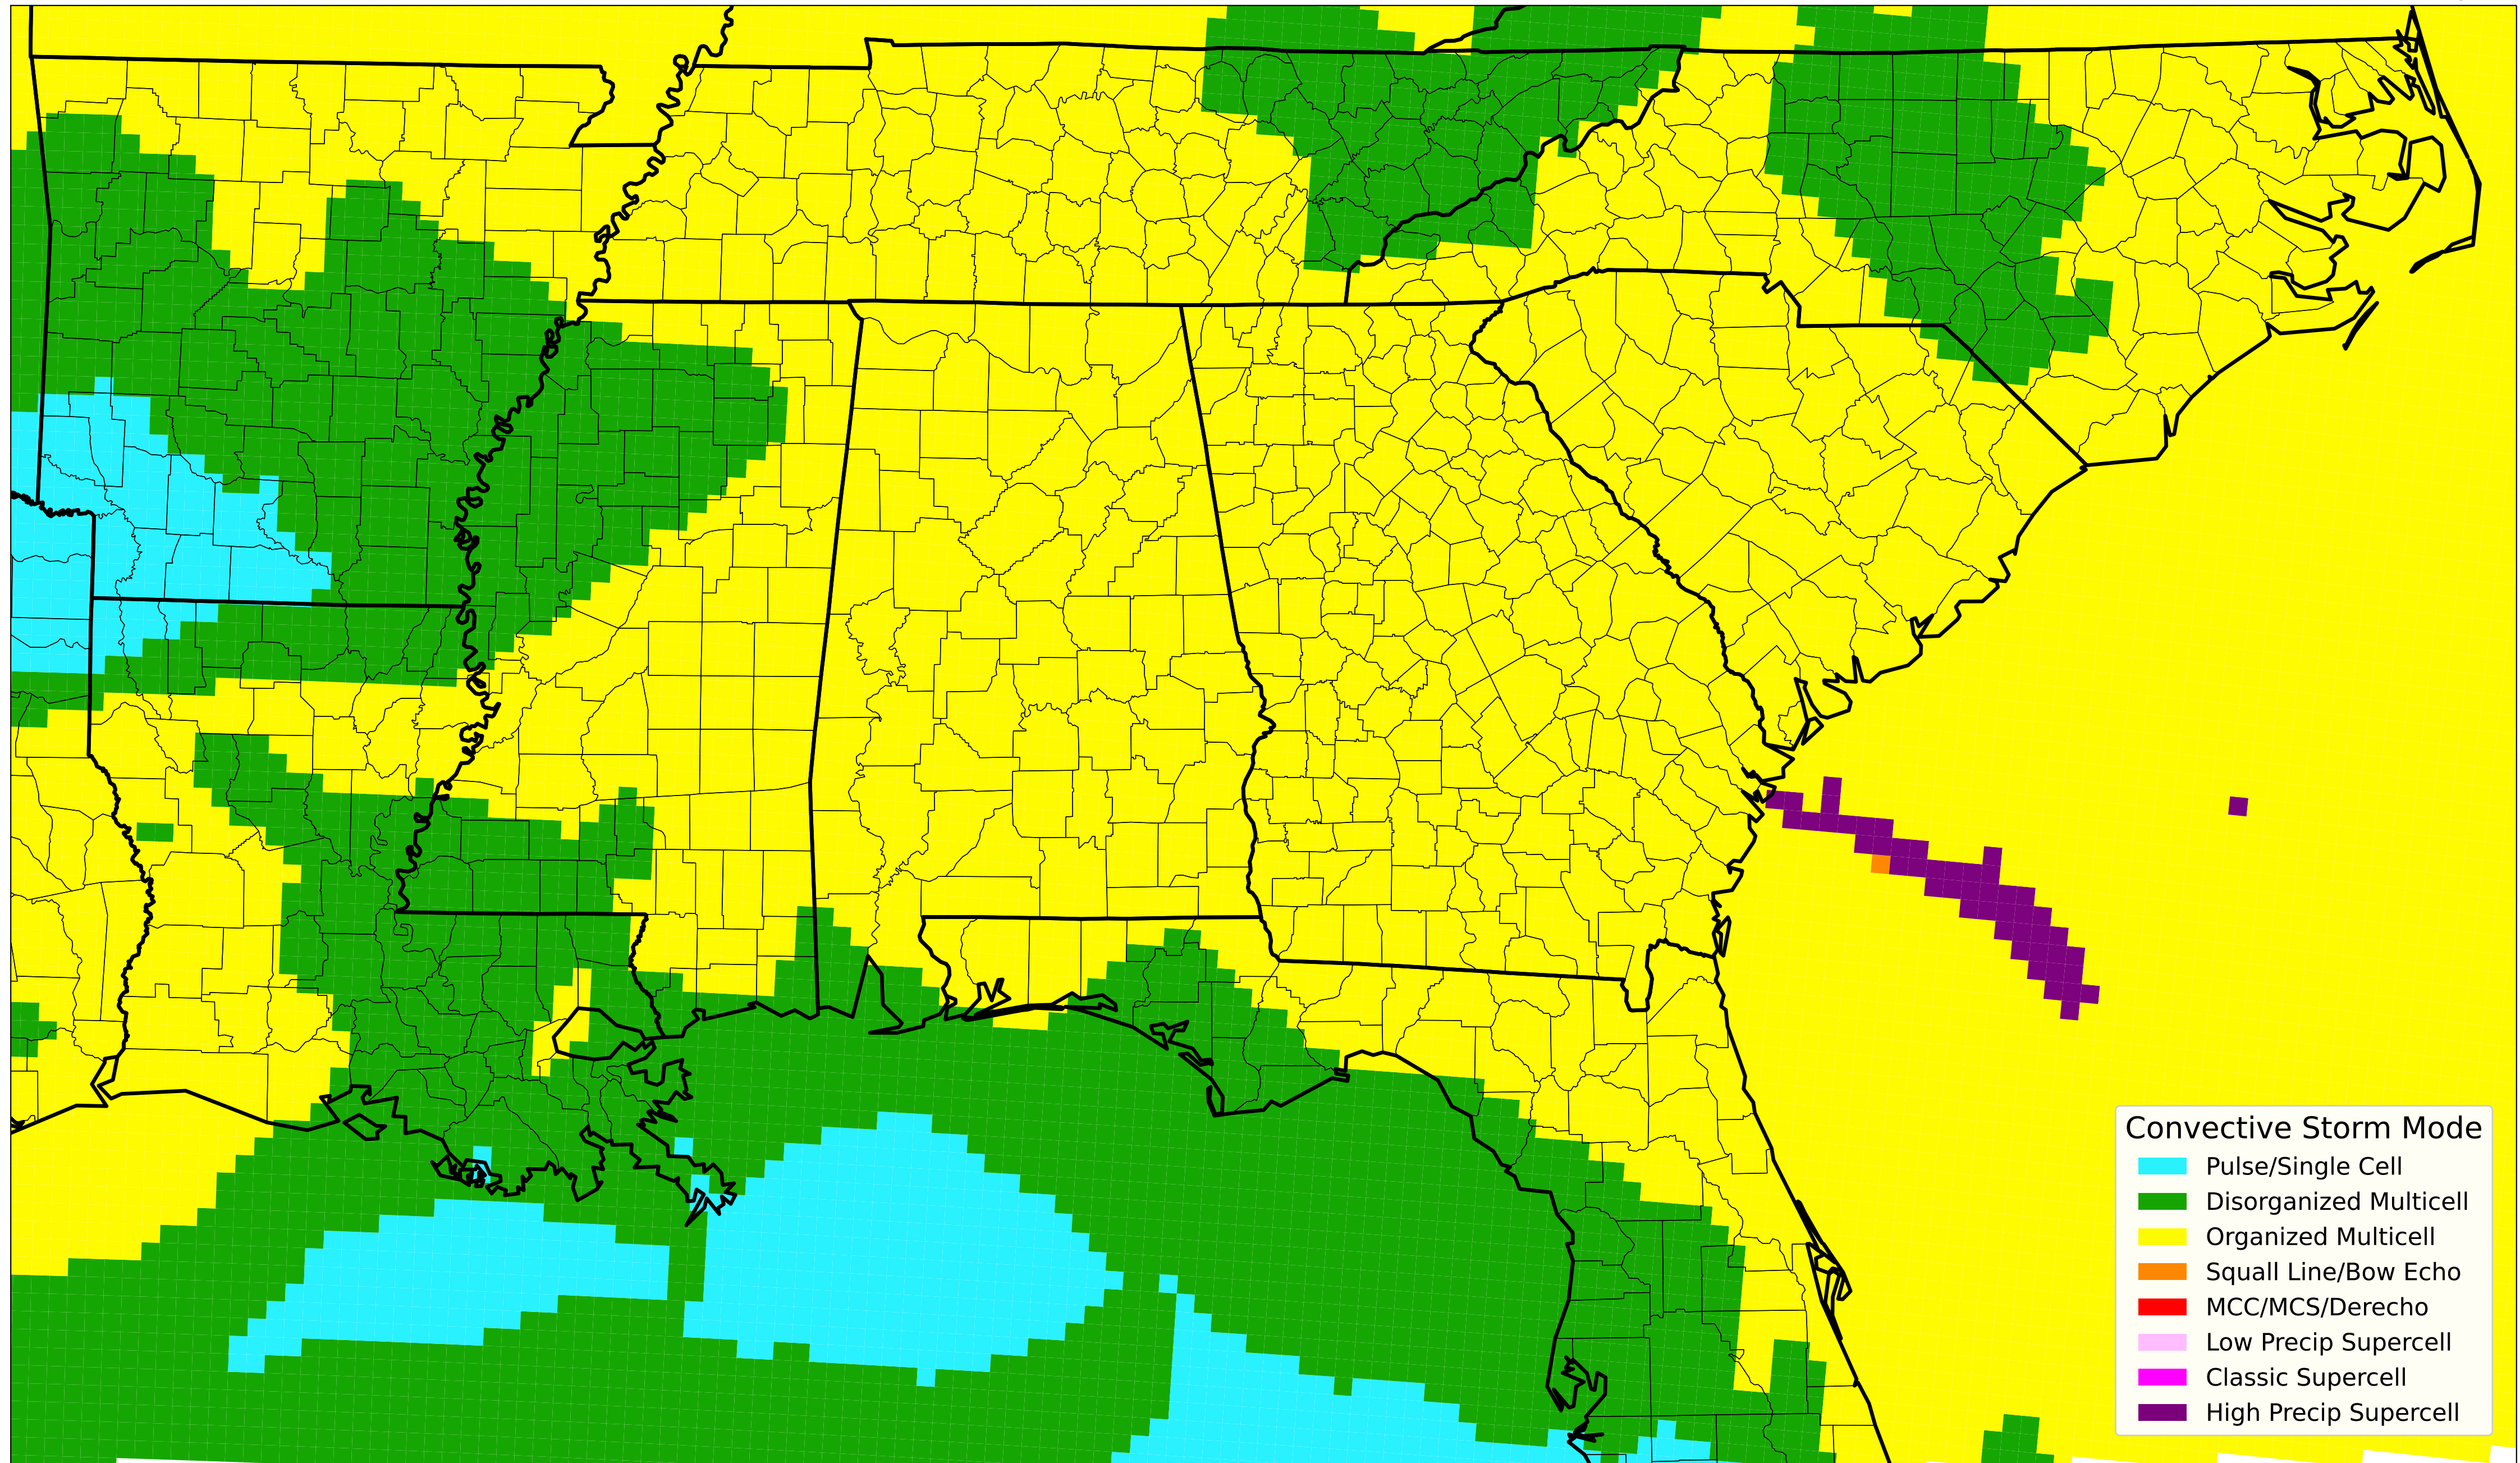 Convective Storm Mode
Pulse/Single Cell
Disorganized Multicell
Organized Multicell
Squall Line/Bow Echo
MCC/MCS/Derecho
Low Precip Supercell
Classic Supercell
High Precip Supercell